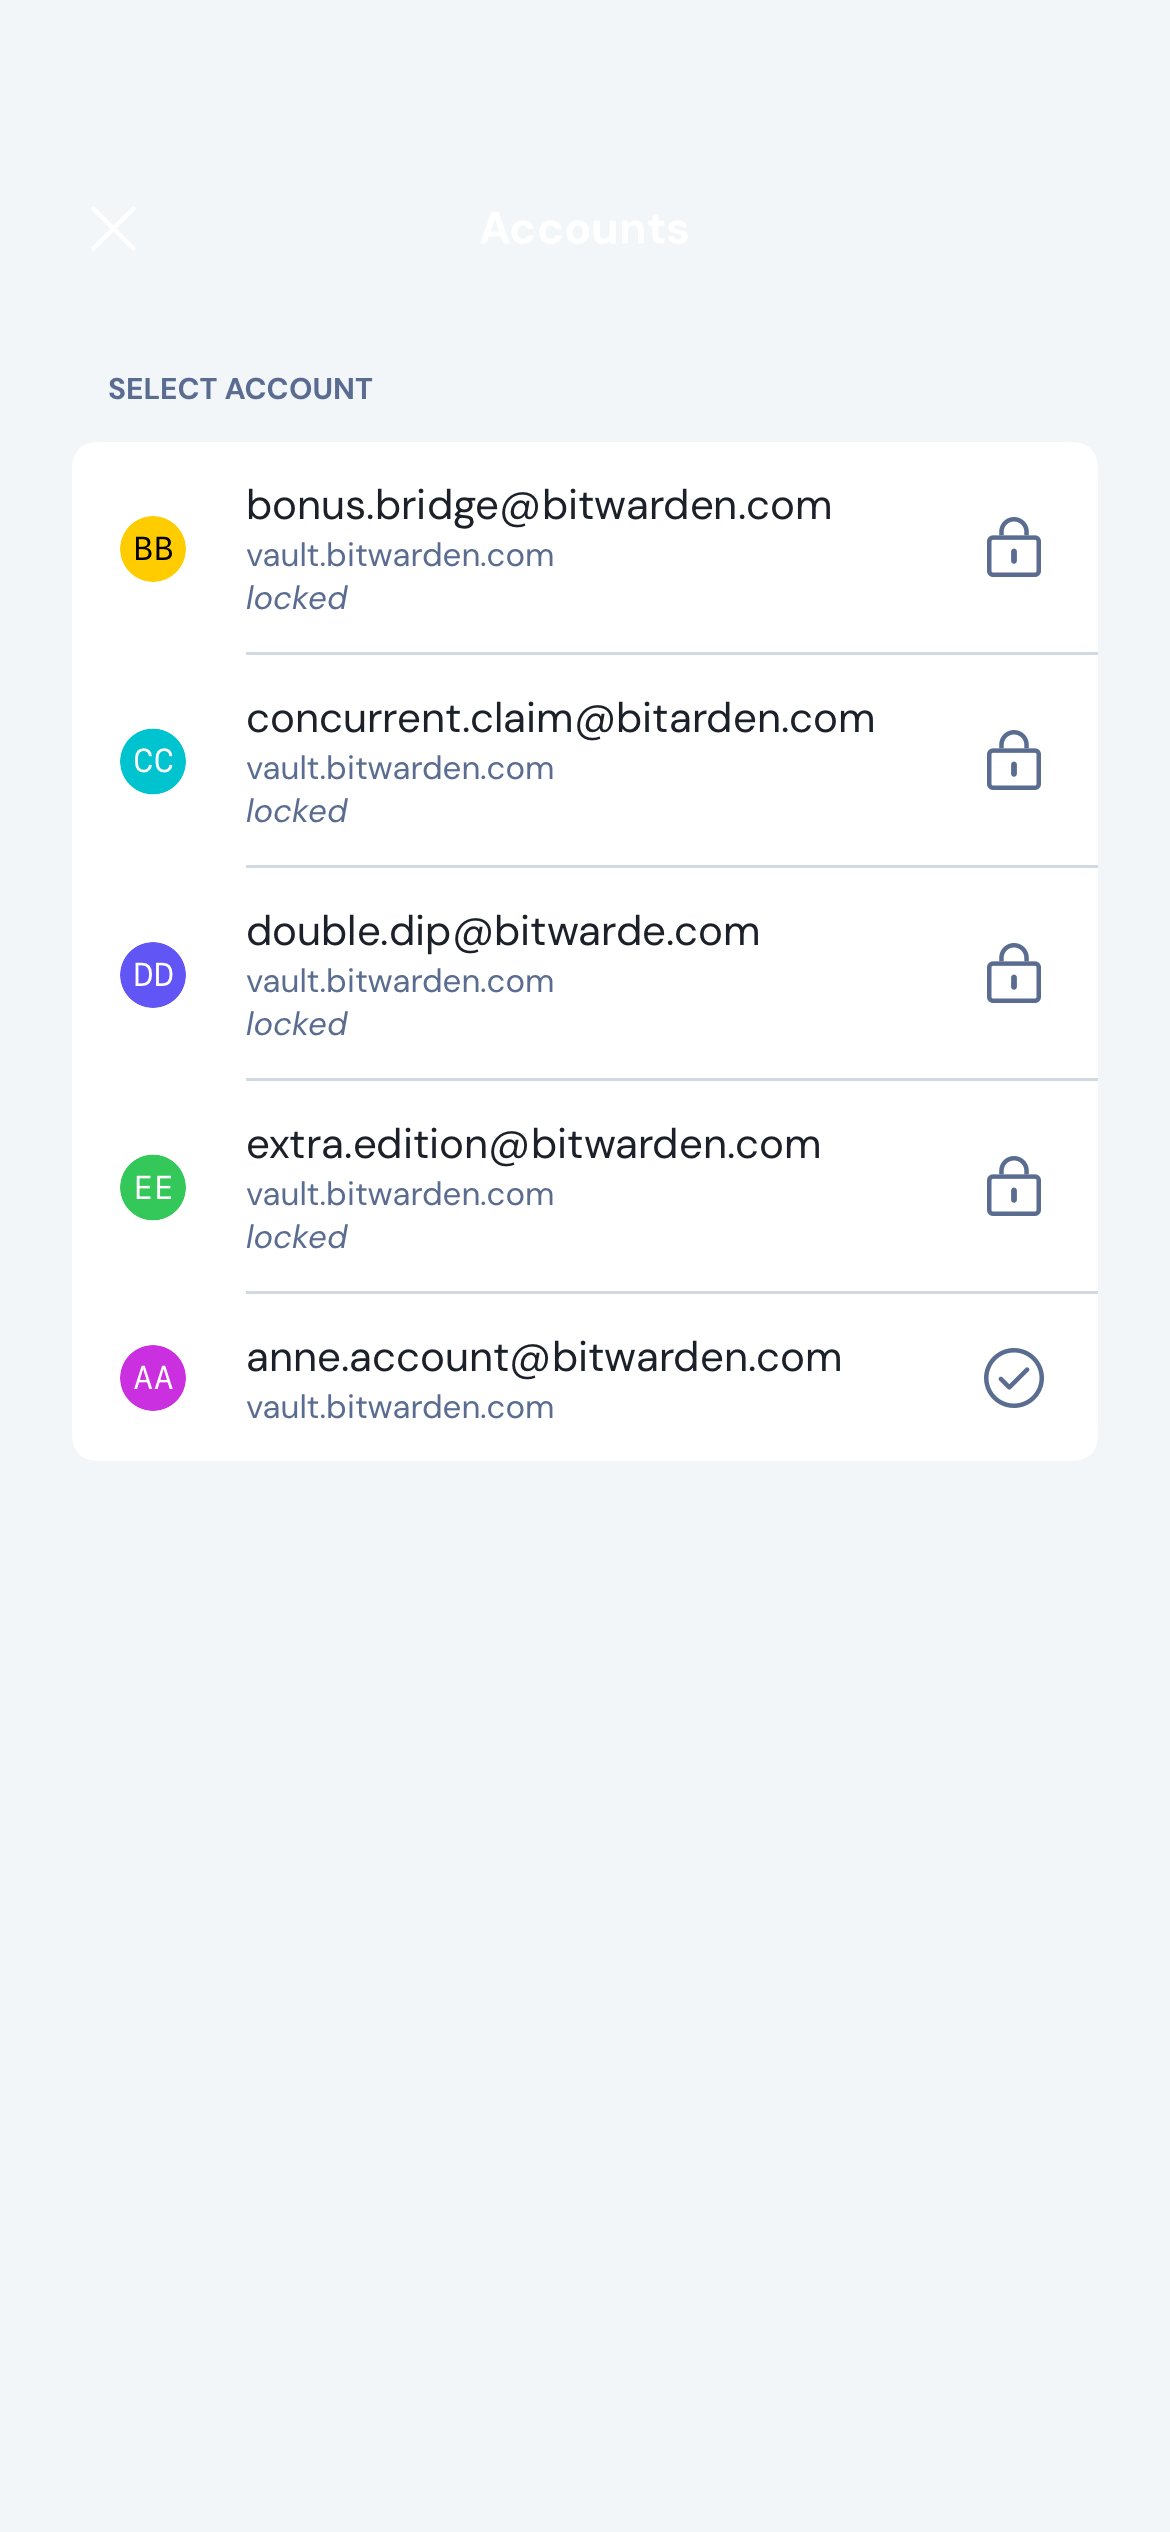 Accounts
SELECT ACCOUNT
BB
bonus.bridge@bitwarden.com
vault.bitwarden.com
locked
CC
concurrent.claim@bitarden.com
vault.bitwarden.com
locked
DD
double.dip@bitwarde.com
vault.bitwarden.com
locked
EE
extra.edition@bitwarden.com
vault.bitwarden.com
locked
AA
anne.account@bitwarden.com
vault.bitwarden.com